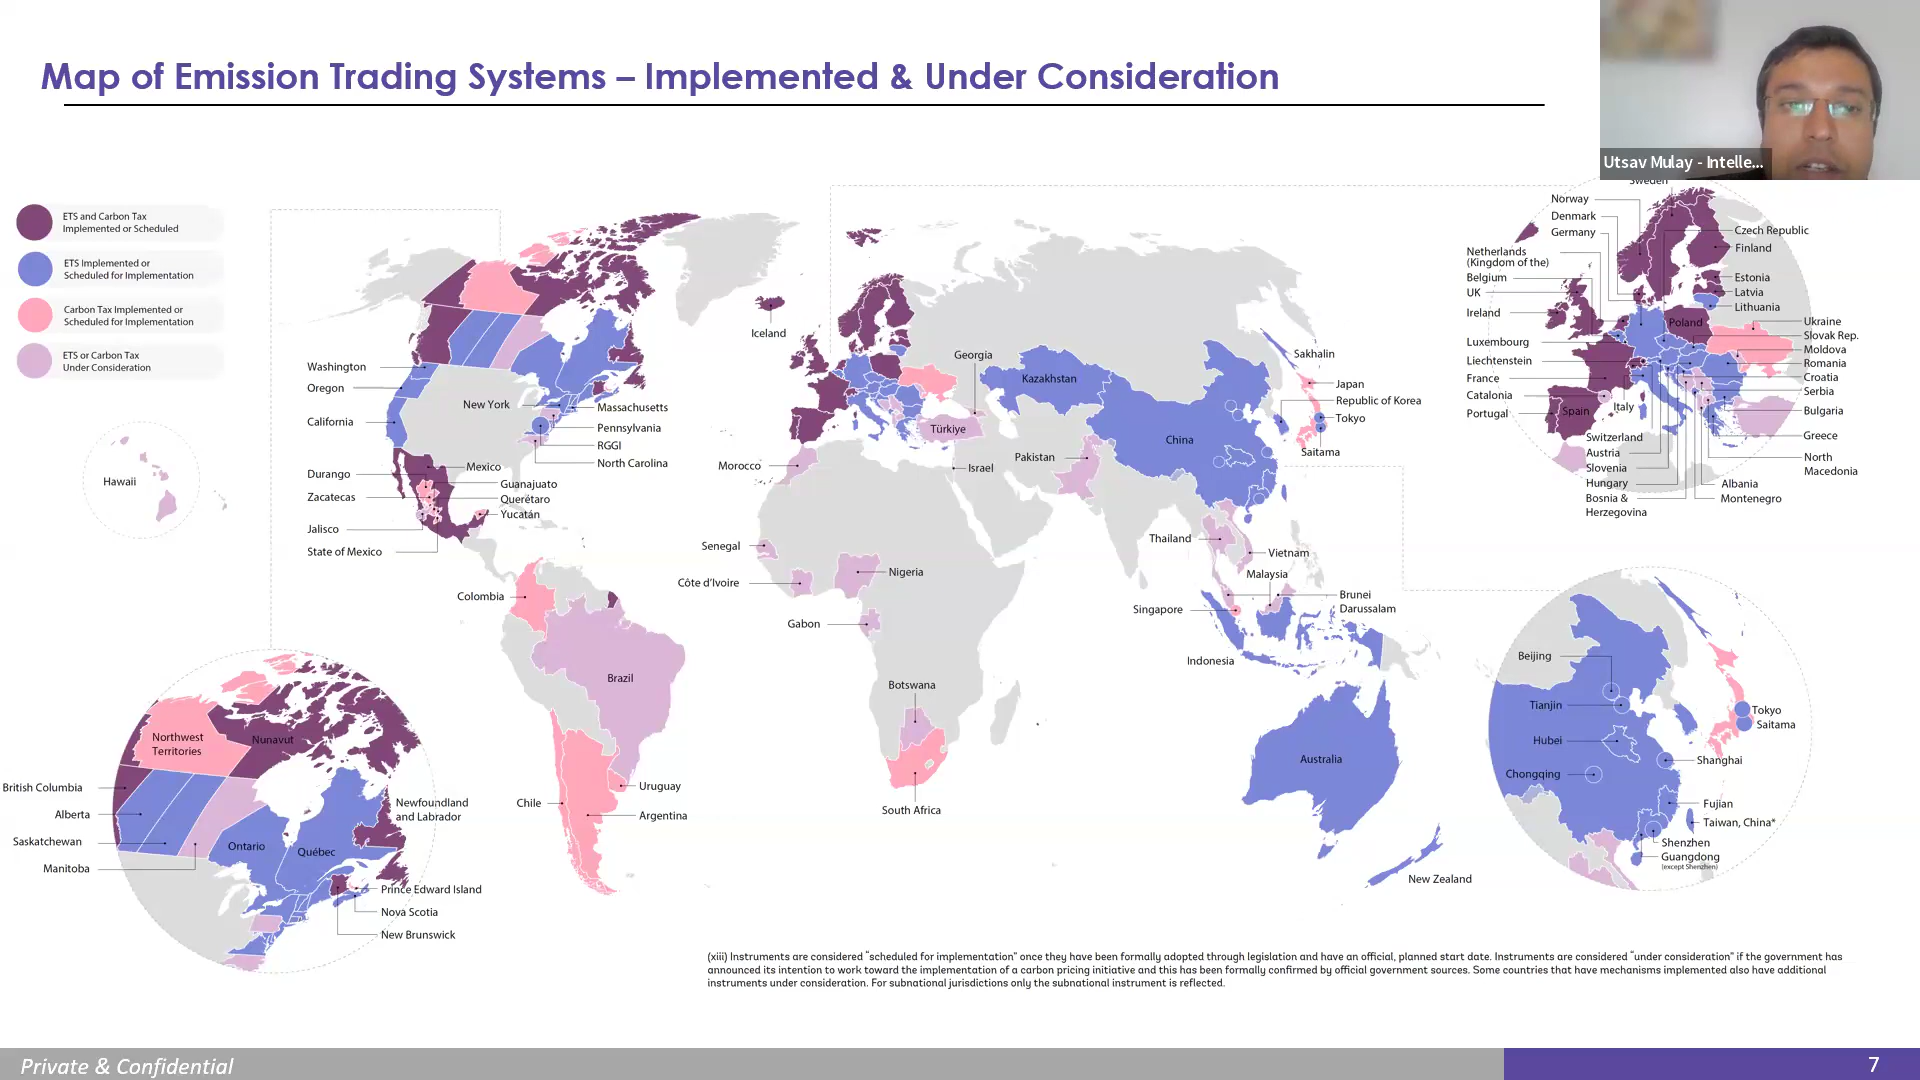 Map of Emission Trading Systems – Implemented & Under Consideration
Utsav Mulay - Intelle...
ETS and Carbon Tax
Implemented or Scheduled
ETS Implemented or
Scheduled for Implementation
Carbon Tax Implemented or
Scheduled for Implementation
ETS or Carbon Tax
Under Consideration
Hawaii
Washington
Oregon
California
New York
Massachusetts
Pennsylvania
RGGI
North Carolina
Durango
Zacatecas
Jalisco
State of Mexico
Mexico
Guanajuato
Querétaro
Yucatán
Colombia
Brazil
Chile
Uruguay
Argentina
Iceland
Georgia
Türkiye
Morocco
Israel
Senegal
Côte d'Ivoire
Nigeria
Gabon
Botswana
South Africa
Kazakhstan
China
Pakistan
Sakhalin
Japan
Republic of Korea
Tokyo
Saitama
Thailand
Vietnam
Malaysia
Singapore
Brunei
Darussalam
Indonesia
Australia
New Zealand
Northwest
Territories
Nunavut
British Columbia
Alberta
Saskatchewan
Manitoba
Ontario
Québec
Newfoundland
and Labrador
Prince Edward Island
Nova Scotia
New Brunswick
Sweden
Norway
Denmark
Germany
Netherlands
(Kingdom of the)
Belgium
UK
Ireland
Luxembourg
Liechtenstein
France
Catalonia
Portugal
Spain
Italy
Poland
Switzerland
Austria
Slovenia
Hungary
Bosnia &
Herzegovina
Czech Republic
Finland
Estonia
Latvia
Lithuania
Ukraine
Slovak Rep.
Moldova
Romania
Croatia
Serbia
Bulgaria
Greece
North
Macedonia
Albania
Montenegro
Beijing
Tianjin
Hubei
Chongqing
Tokyo
Saitama
Shanghai
Fujian
Taiwan, China*
Shenzhen
Guangdong
(except Shenzhen)
(xiii) Instruments are considered "scheduled for implementation" once they have been formally adopted through legislation and have an official, planned start date. Instruments are considered "under consideration" if the government has
announced its intention to work toward the implementation of a carbon pricing initiative and this has been formally confirmed by official government sources. Some countries that have mechanisms implemented also have additional
instruments under consideration. For subnational jurisdictions only the subnational instrument is reflected.
Private & Confidential
7